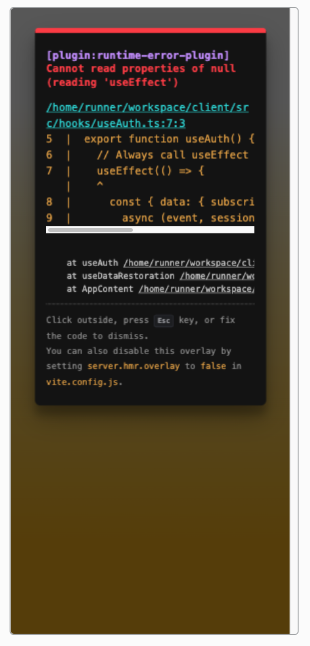 [plugin:runtime-error-plugin]
Cannot read properties of null
(reading 'useEffect')
/home/runner/workspace/client/sr
c/hooks/useAuth.ts:7:3
5  |  export function useAuth() {
6  |    // Always call useEffect
7  |    useEffect(() => {
   |    ^
8  |      const { data: { subscri
9  |        async (event, session
at useAuth /home/runner/workspace/cli
at useDataRestoration /home/runner/wo
at AppContent /home/runner/workspace/
Click outside, press Esc key, or fix
the code to dismiss.
You can also disable this overlay by
setting server.hmr.overlay to false in
vite.config.js.